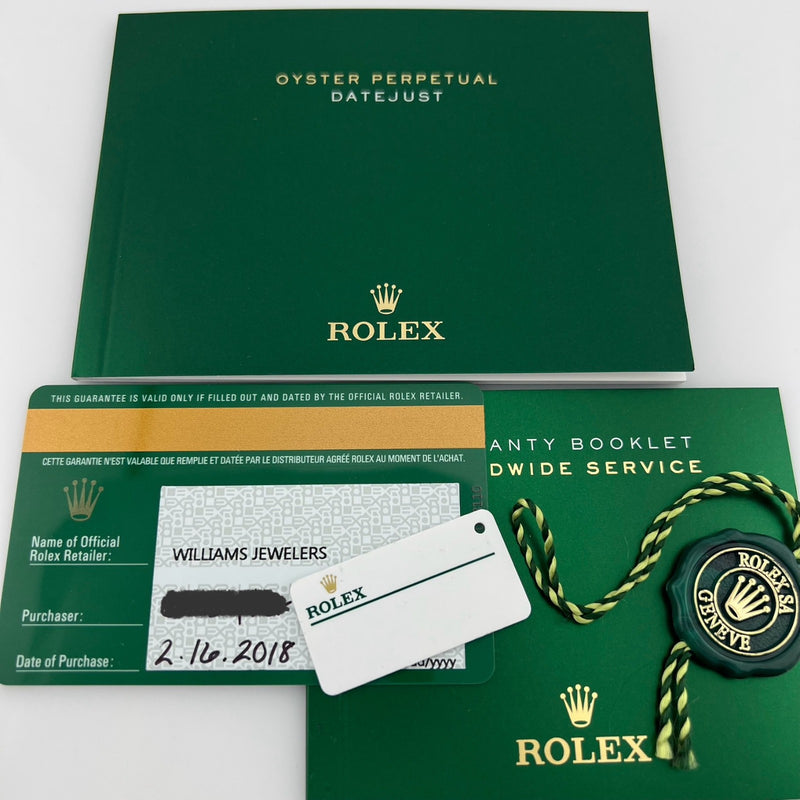 OYSTER PERPETUAL
DATEJUST
ROLEX
THIS GUARANTEE IS VALID ONLY IF FILLED OUT AND DATED BY THE OFFICIAL ROLEX RETAILER.
CETTE GARANTIE N'EST VALABLE QUE REMPLIE ET DATÉE PAR LE DISTRIBUTEUR AGRÉÉ ROLEX AU MOMENT DE L'ACHAT.
Name of Official
Rolex Retailer:
WILLIAMS JEWELERS
Purchaser:
Date of Purchase:
2.16.2018
/yyyy
ROLEX
ANTY BOOKLET
DWIDE SERVICE
ROLEX SA
GENEVE
ROLEX